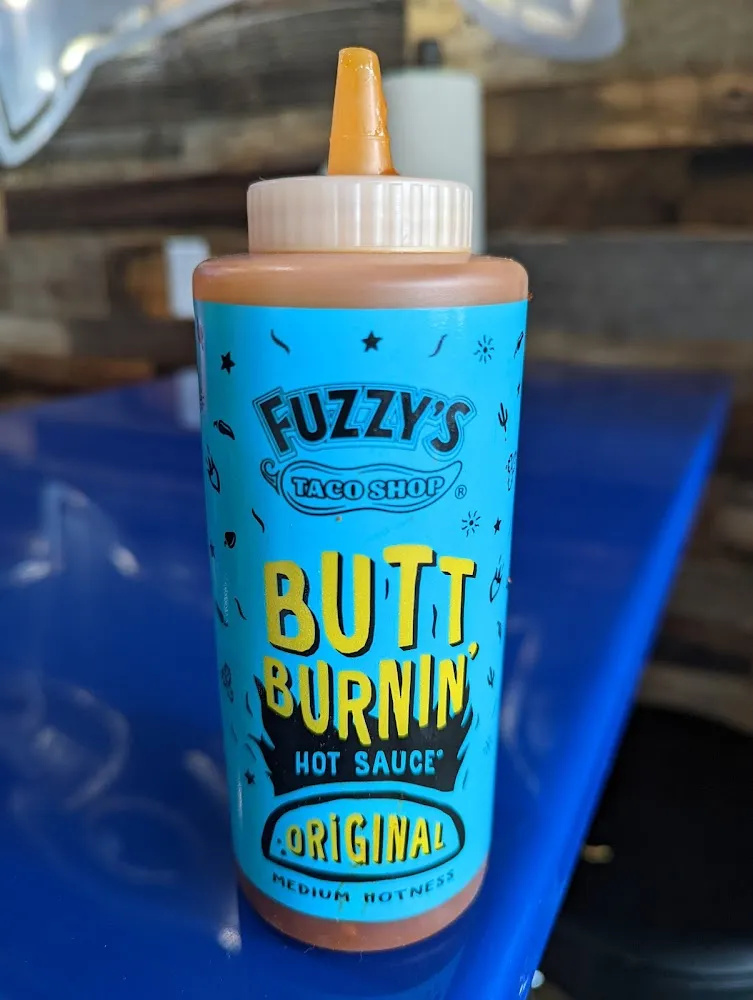 FUZZY'S
TACO SHOP ®
BUTT
BURNIN'
HOT SAUCE®
ORiGINAL
MEDIUM HOTNESS